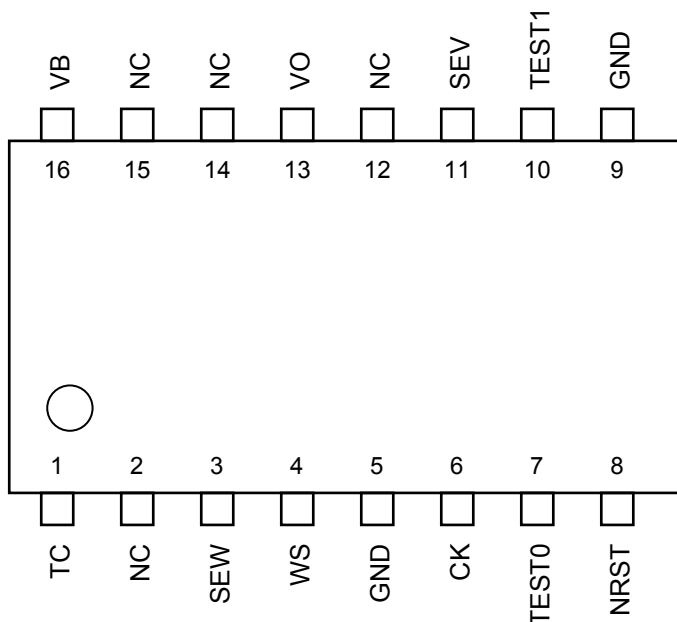 VB NC NC VO NC SEV TEST1 GND
16 15 14 13 12 11 10 9
1 2 3 4 5 6 7 8
TC NC SEW WS GND CK TEST0 NRST